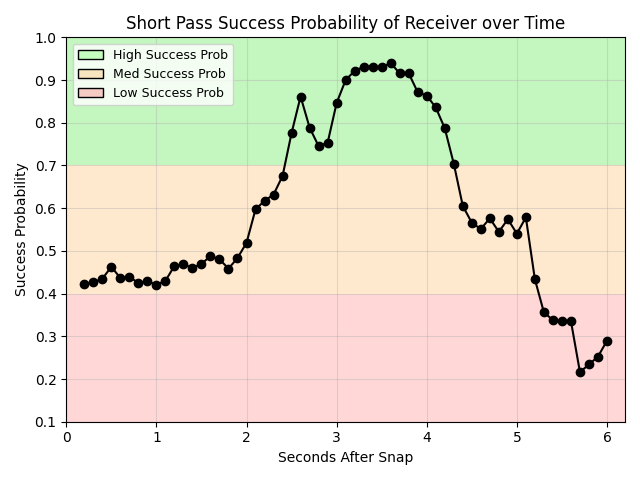 Short Pass Success Probability of Receiver over Time
High Success Prob
Med Success Prob
Low Success Prob
Success Probability
1.0
0.9
0.8
0.7
0.6
0.5
0.4
0.3
0.2
0.1
0 1 2 3 4 5 6
Seconds After Snap